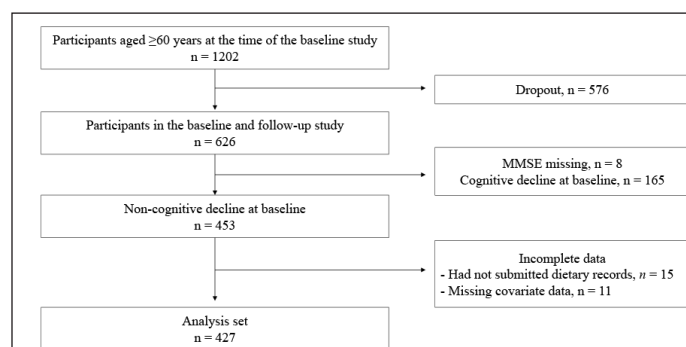 Participants aged ≥60 years at the time of the baseline study
n = 1202
Dropout, n = 576
Participants in the baseline and follow-up study
n = 626
MMSE missing, n = 8
Cognitive decline at baseline, n = 165
Non-cognitive decline at baseline
n = 453
Incomplete data
- Had not submitted dietary records, n = 15
- Missing covariate data, n = 11
Analysis set
n = 427